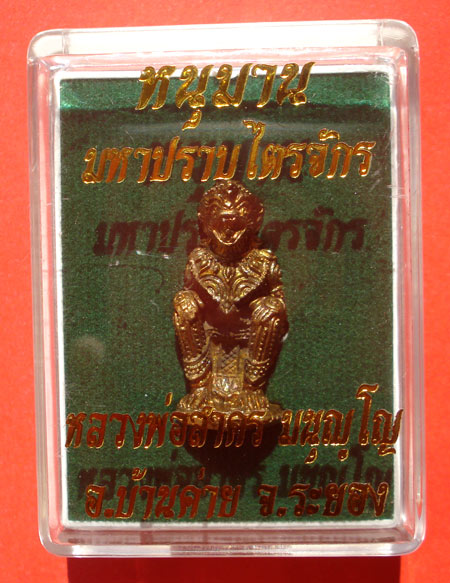 หนุมาน
มหาปราบไตรจักร
หลวงพ่อสาคร มนุญฺโญ
อ.บ้านค่าย จ.ระยอง